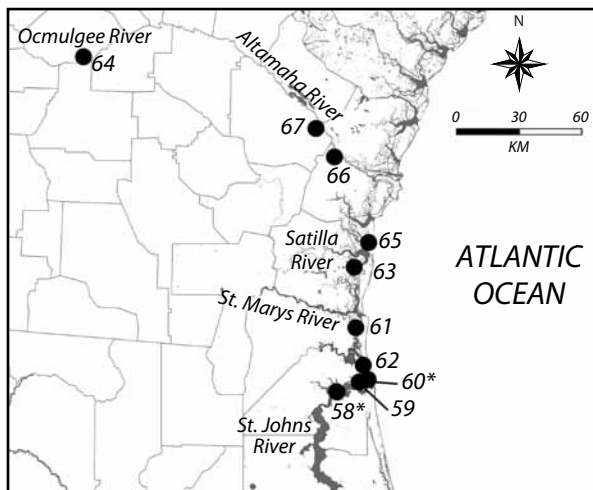 Ocmulgee River
64
Altamaha River
N
0 30 60
KM
67
66
65
Satilla
River
63
ATLANTIC
OCEAN
St. Marys River
61
62
60*
59
58*
St. Johns
River